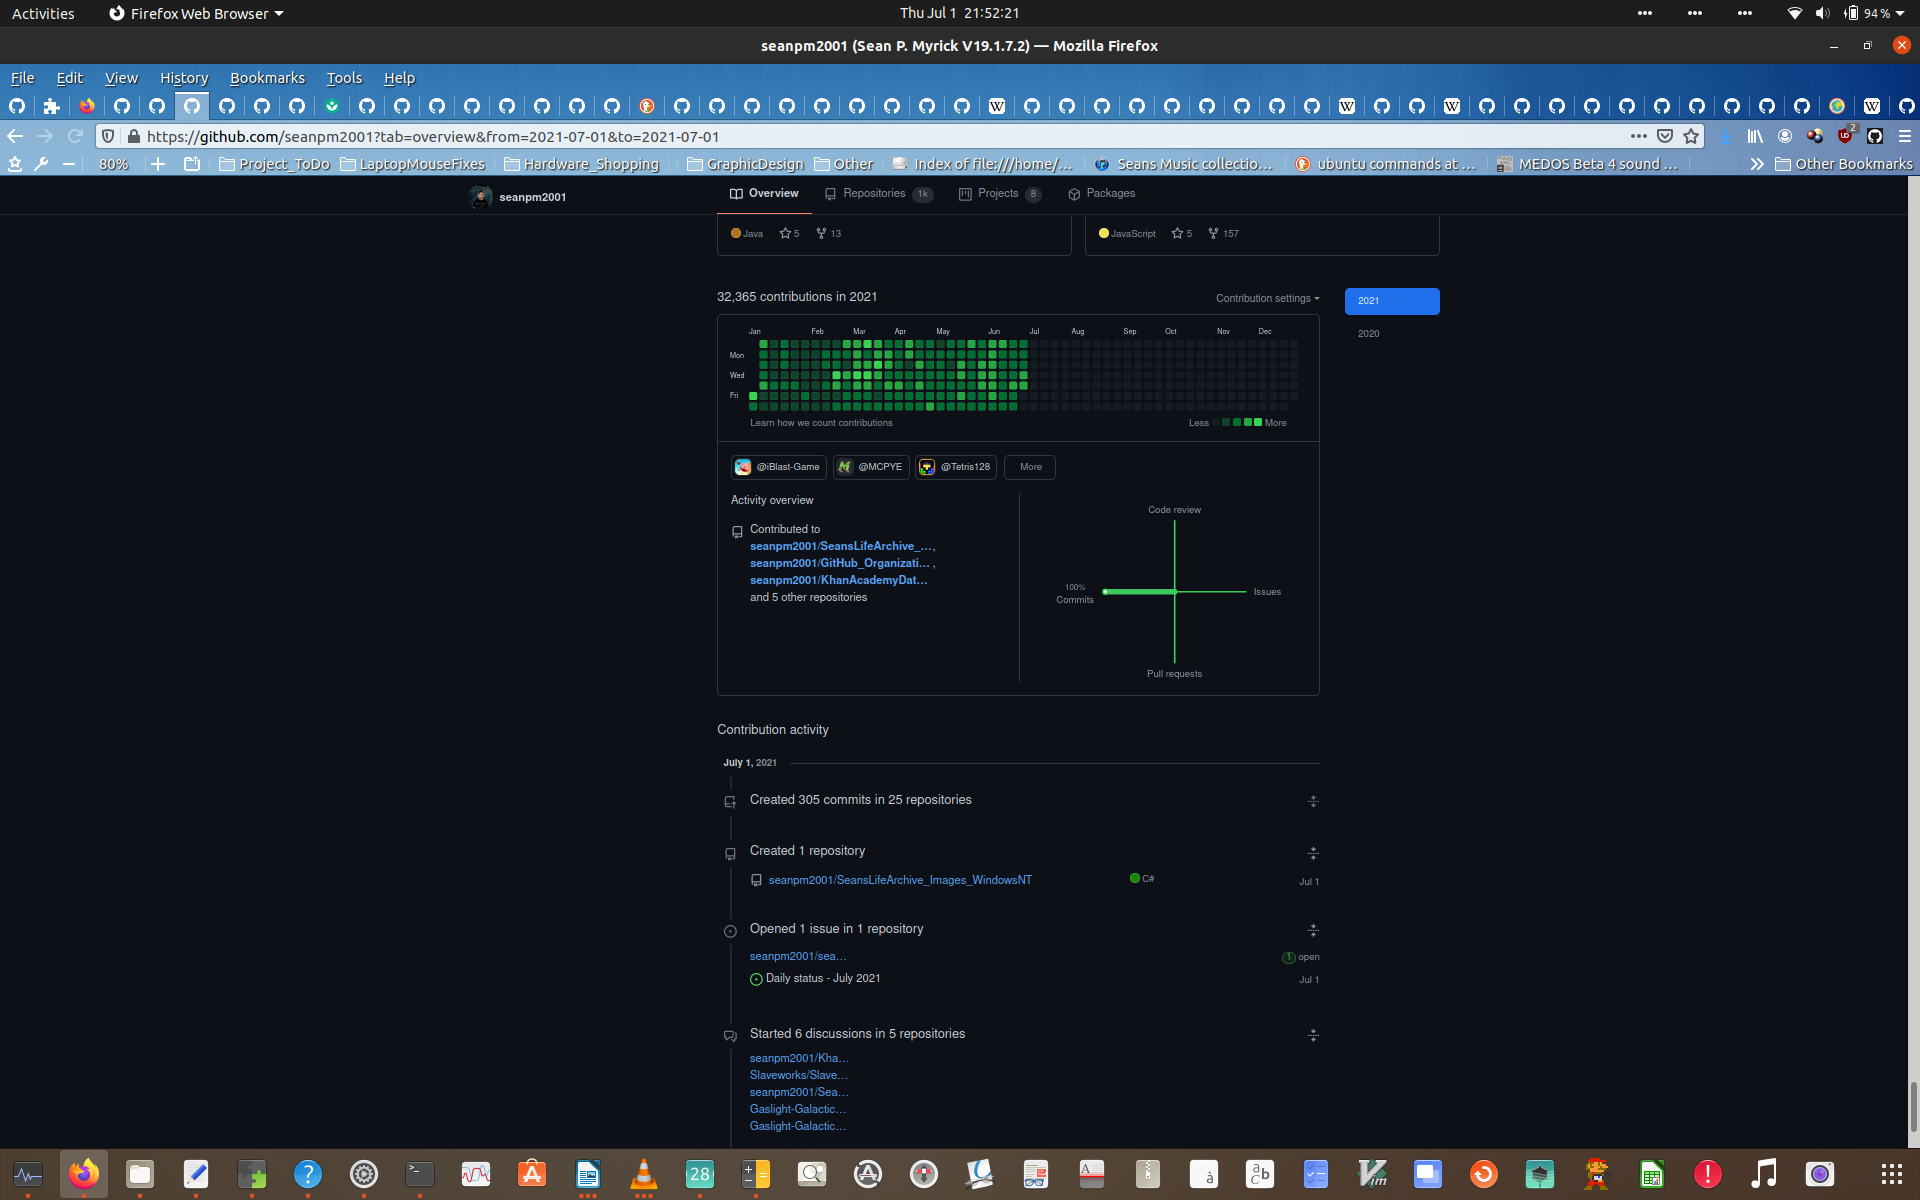 Activities
Firefox Web Browser
Thu Jul 1 21:52:21
94 %
seanpm2001 (Sean P. Myrick V19.1.7.2) — Mozilla Firefox
File Edit View History Bookmarks Tools Help
https://github.com/seanpm2001?tab=overview&from=2021-07-01&to=2021-07-01
2
80%
Project_ToDo LaptopMouseFixes Hardware_Shopping GraphicDesign Other Index of file:///home/... Seans Music collectio... ubuntu commands at ... MEDOS Beta 4 sound ... Other Bookmarks
seanpm2001
Overview Repositories 1k Projects 8 Packages
Java 5 13
JavaScript 5 157
32,365 contributions in 2021
Contribution settings
2021
2020
Jan Feb Mar Apr May Jun Jul Aug Sep Oct Nov Dec
Mon
Wed
Fri
Learn how we count contributions
Less More
@iBlast-Game @MCPYE @Tetris128 More
Activity overview
Contributed to
seanpm2001/SeansLifeArchive_...,
seanpm2001/GitHub_Organizati... ,
seanpm2001/KhanAcademyDat...
and 5 other repositories
Code review
100%
Commits
Issues
Pull requests
Contribution activity
July 1, 2021
Created 305 commits in 25 repositories
Created 1 repository
seanpm2001/SeansLifeArchive_Images_WindowsNT C# Jul 1
Opened 1 issue in 1 repository
seanpm2001/sea... 1 open
Daily status - July 2021 Jul 1
Started 6 discussions in 5 repositories
seanpm2001/Kha...
Slaveworks/Slave...
seanpm2001/Sea...
Gaslight-Galactic...
Gaslight-Galactic...
28
Vim